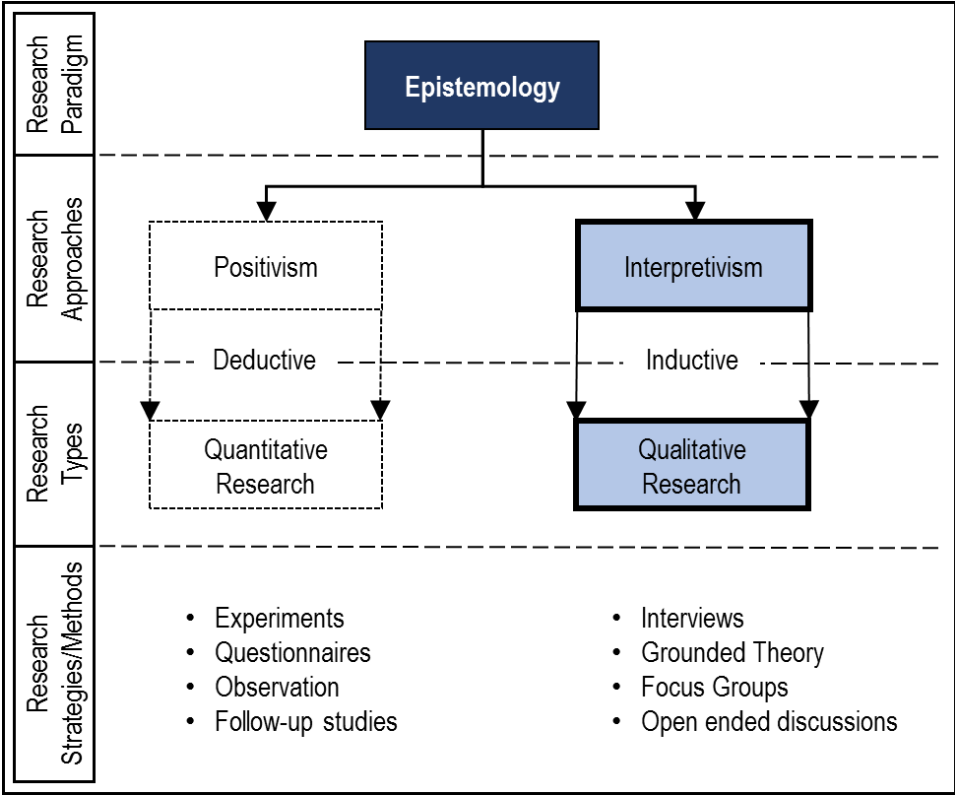 Research
Paradigm
Epistemology
Research
Approaches
Positivism
Interpretivism
Deductive
Inductive
Research
Types
Quantitative
Research
Qualitative
Research
Research
Strategies/Methods
• Experiments
• Questionnaires
• Observation
• Follow-up studies
• Interviews
• Grounded Theory
• Focus Groups
• Open ended discussions